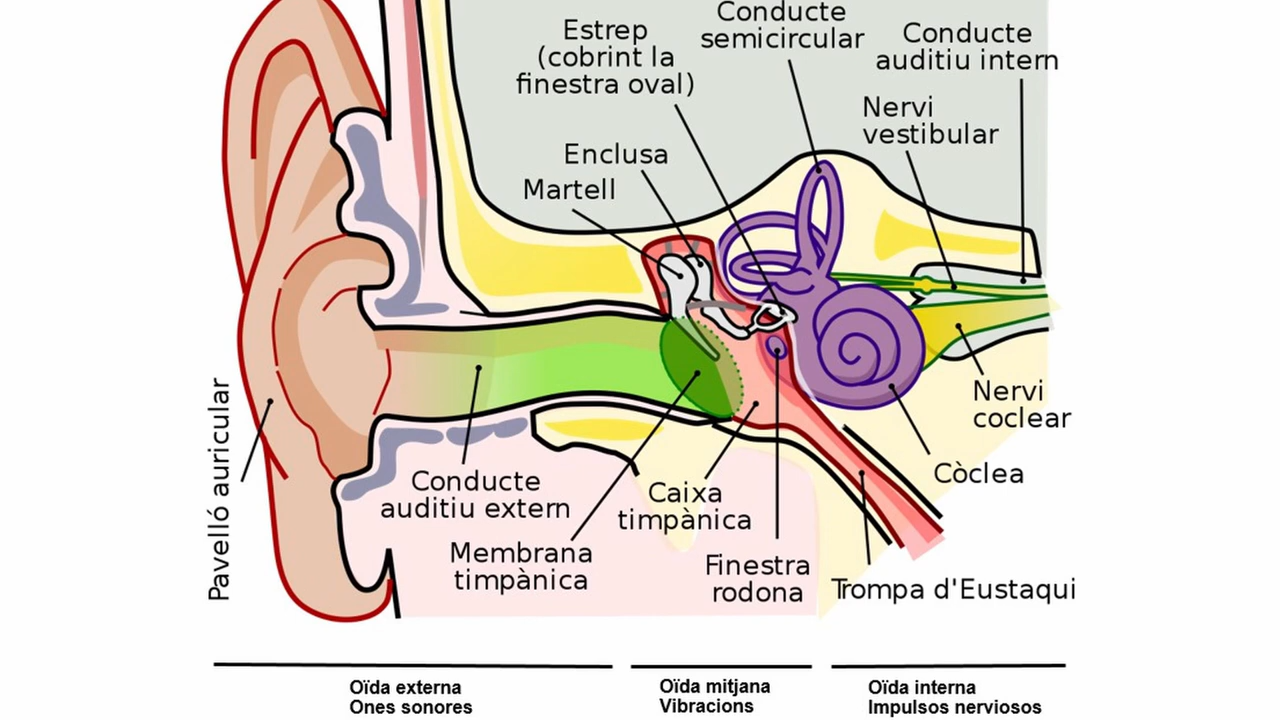 Conducte
semicircular
Estrep
(cobrint la
finestra oval)
Conducte
auditiu intern
Nervi
vestibular
Enclusa
Martell
Nervi
coclear
Pavelló auricular
Còclea
Conducte
auditiu extern
Caixa
timpànica
Membrana
timpànica
Finestra
rodona
Trompa d'Eustaqui
Oïda externa
Ones sonores
Oïda mitjana
Vibracions
Oïda interna
Impulsos nerviosos